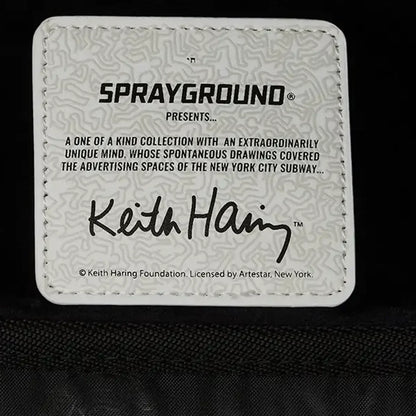 חי
SPRAYGROUND®
PRESENTS...
A ONE OF A KIND COLLECTION WITH AN EXTRAORDINARILY
UNIQUE MIND, WHOSE SPONTANEOUS DRAWINGS COVERED
THE ADVERTISING SPACES OF THE NEW YORK CITY SUBWAY...
Keith Haring™
© Keith Haring Foundation. Licensed by Artestar, New York.